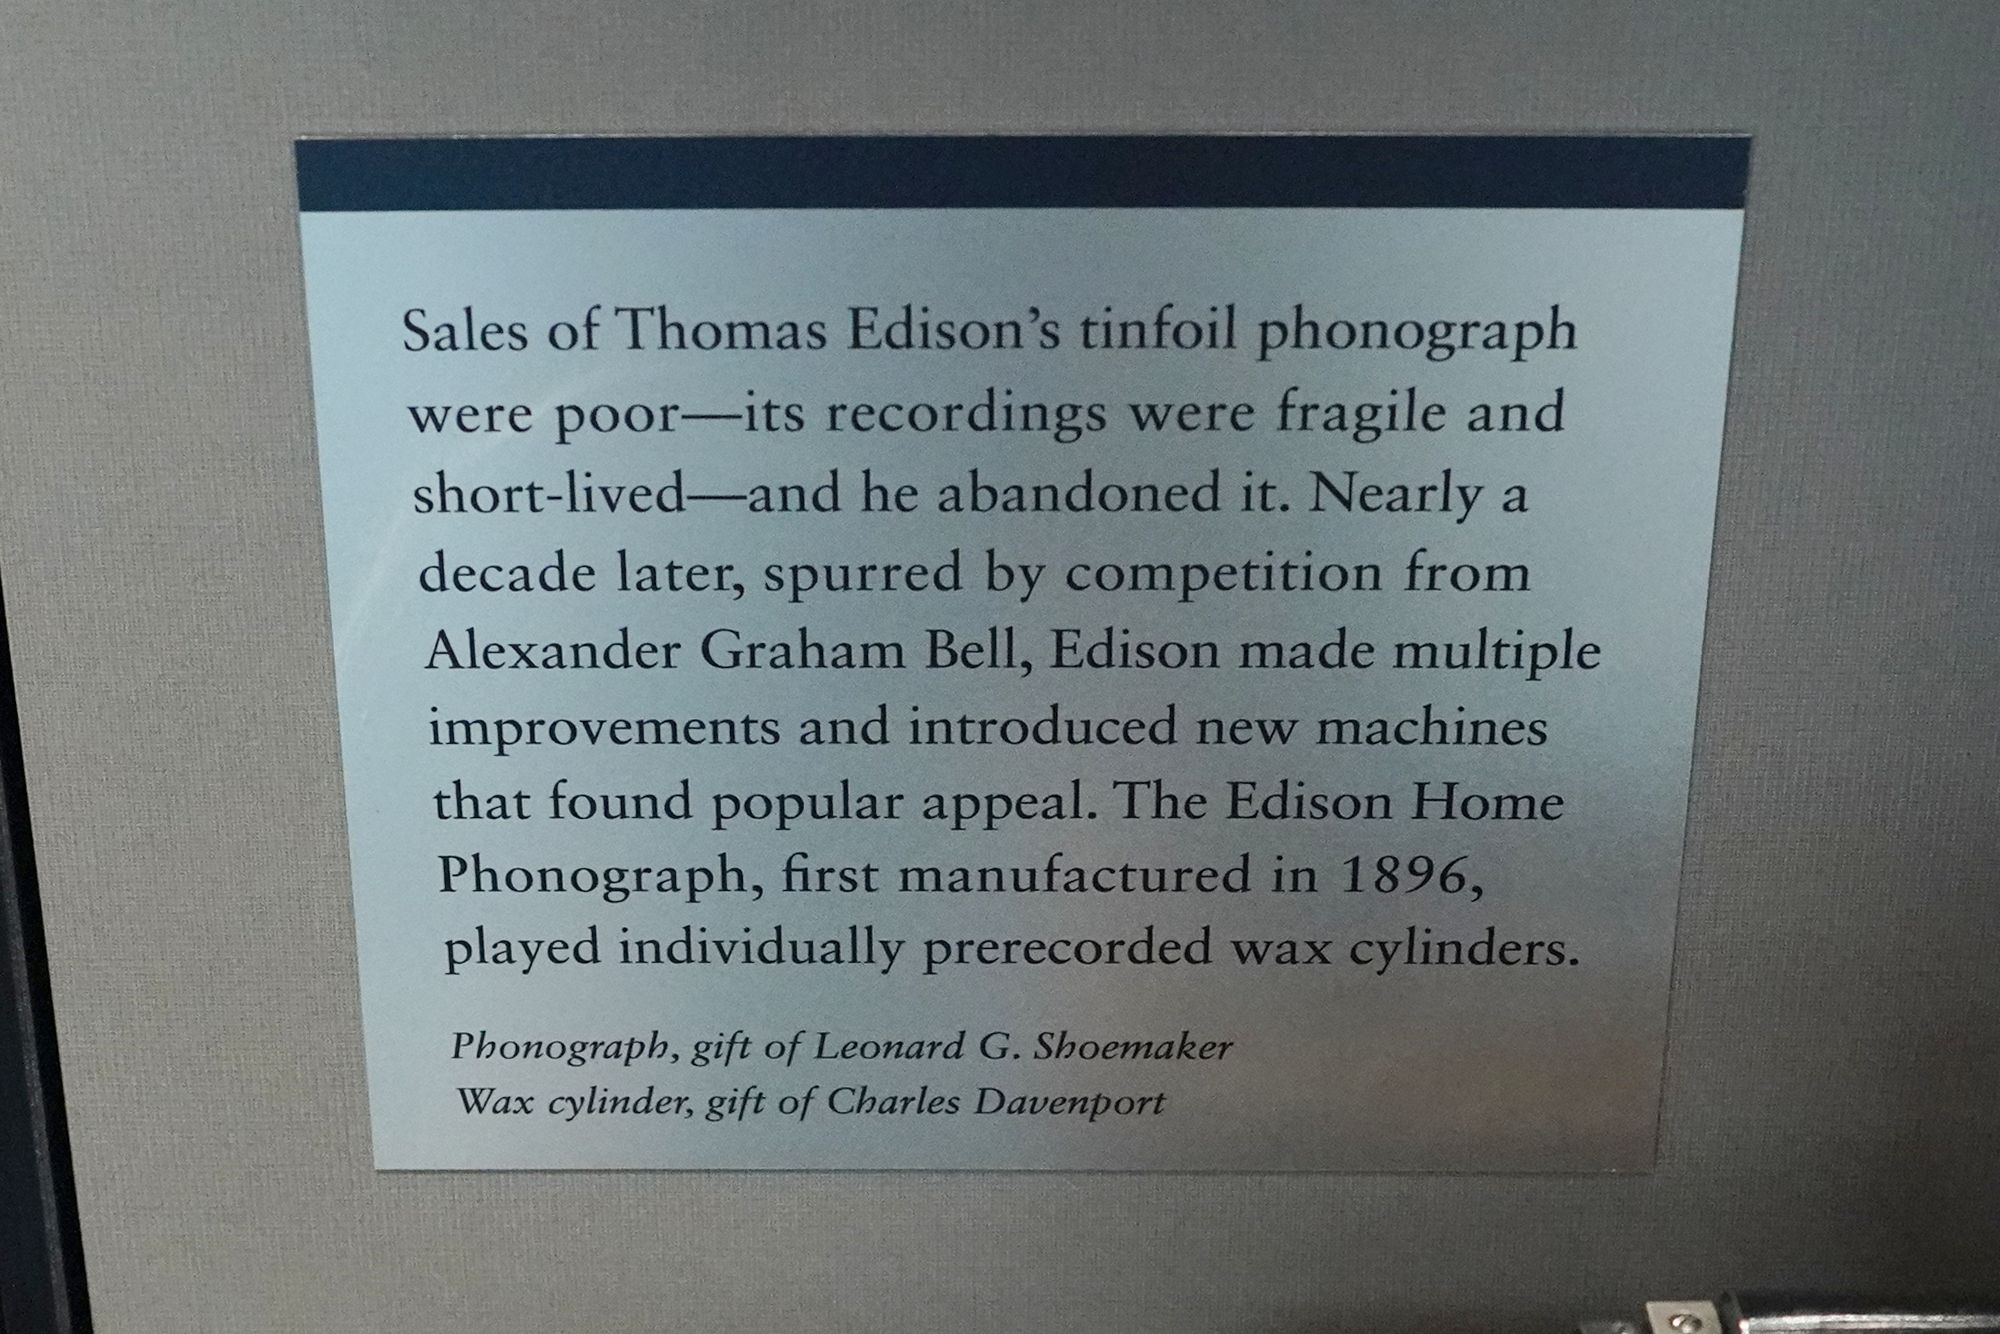 Sales of Thomas Edison’s tinfoil phonograph
were poor—its recordings were fragile and
short-lived—and he abandoned it. Nearly a
decade later, spurred by competition from
Alexander Graham Bell, Edison made multiple
improvements and introduced new machines
that found popular appeal. The Edison Home
Phonograph, first manufactured in 1896,
played individually prerecorded wax cylinders.
Phonograph, gift of Leonard G. Shoemaker
Wax cylinder, gift of Charles Davenport